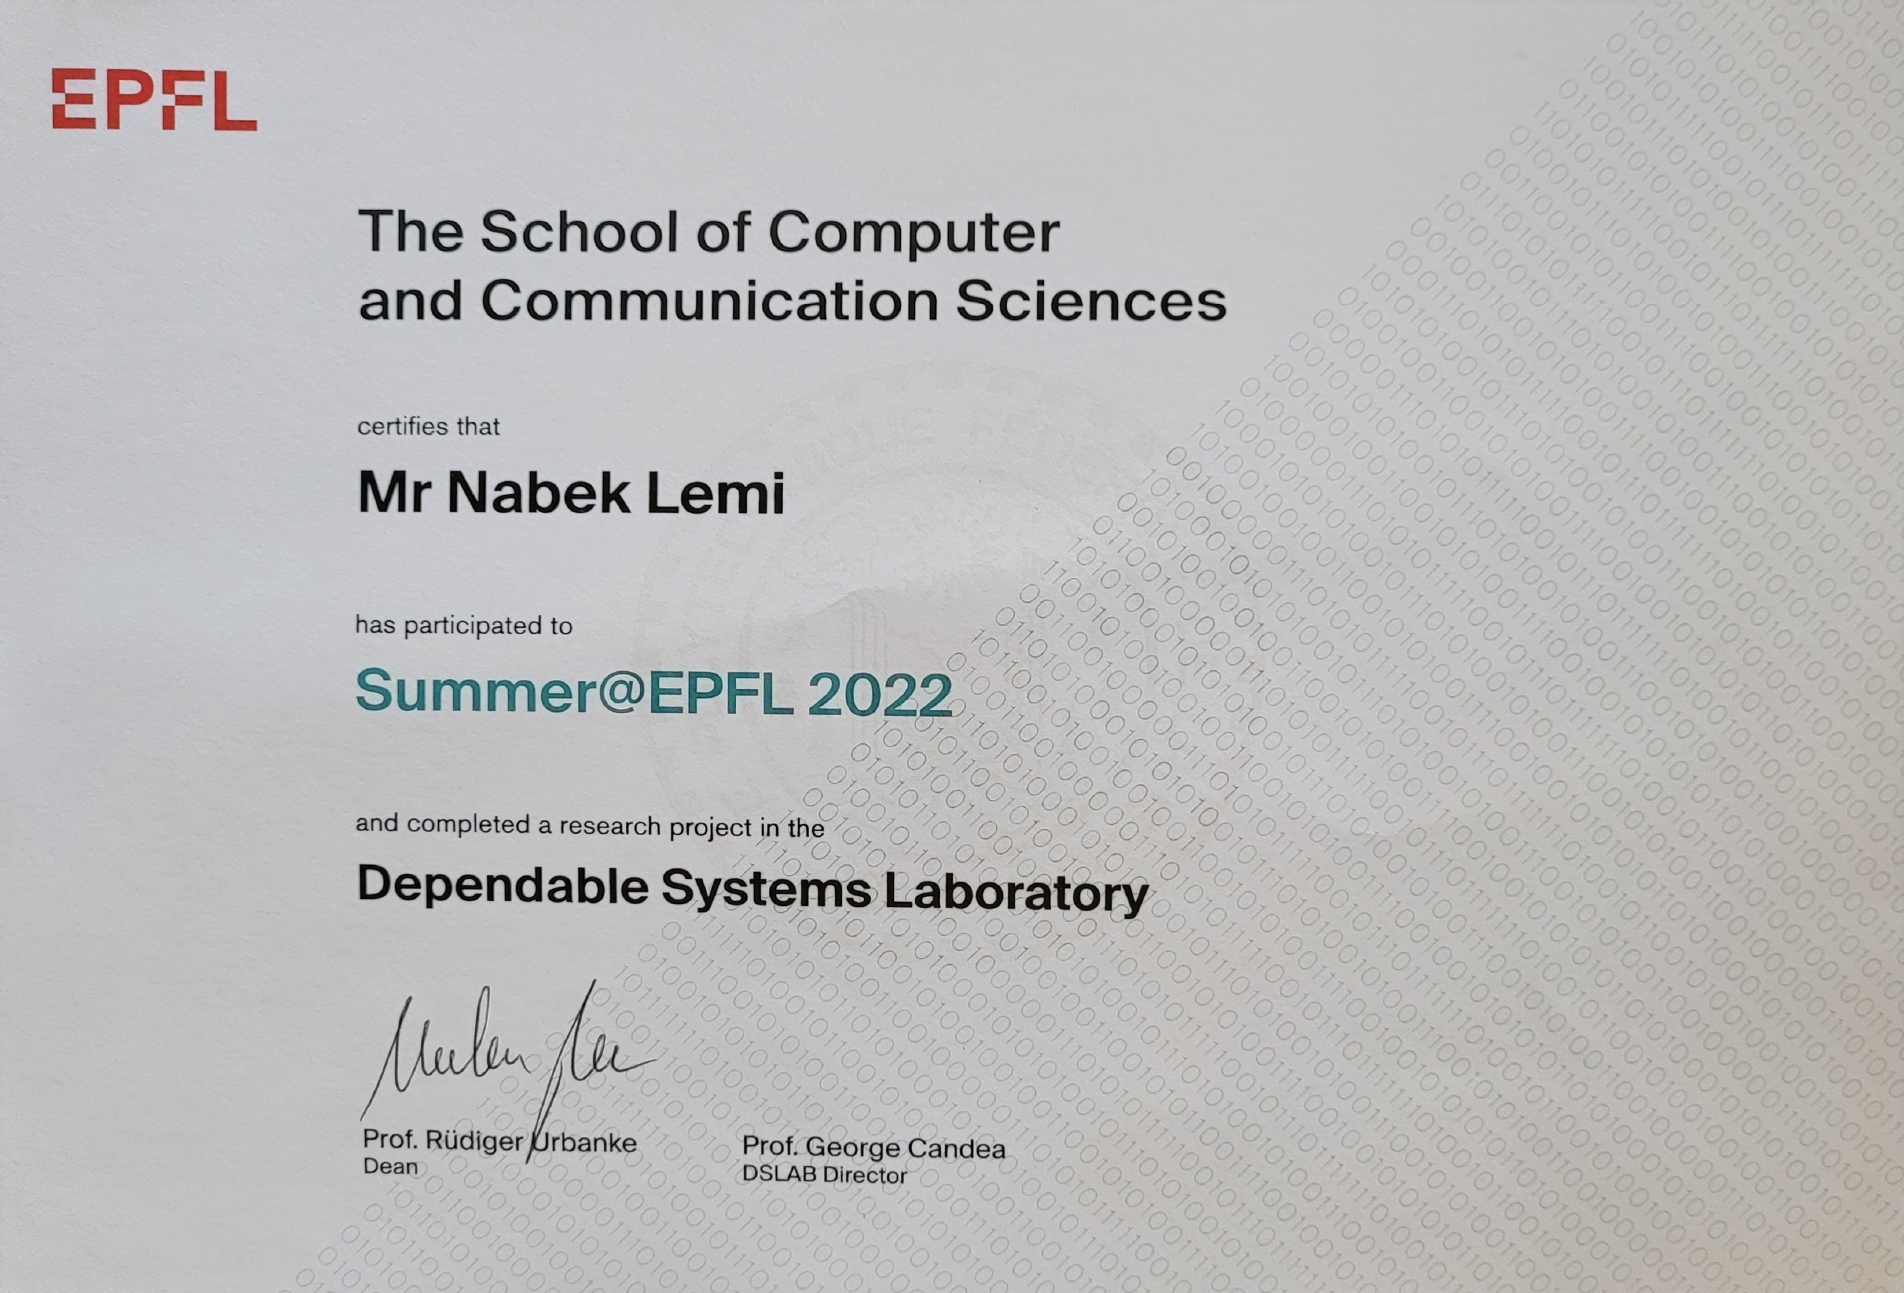 EPFL
The School of Computer
and Communication Sciences
certifies that
Mr Nabek Lemi
has participated to
Summer@EPFL 2022
and completed a research project in the
Dependable Systems Laboratory
Prof. Rüdiger Urbanke
Dean
Prof. George Candea
DSLAB Director